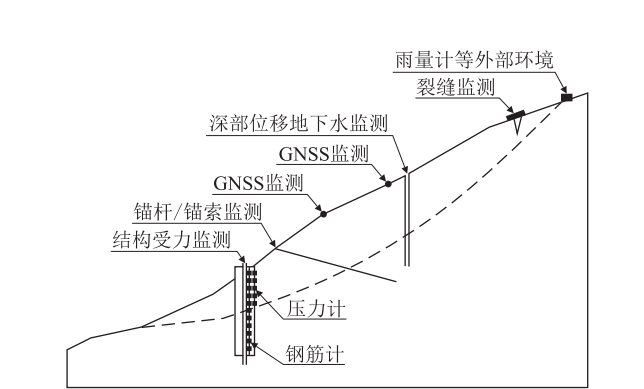 雨量计等外部环境
裂缝监测
深部位移地下水监测
GNSS监测
GNSS监测
锚杆/锚索监测
结构受力监测
压力计
钢筋计